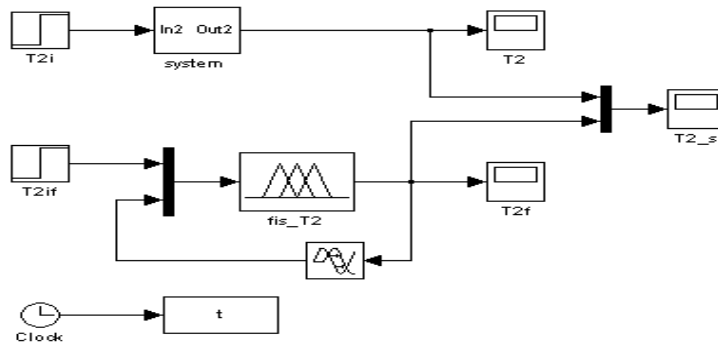 In2 Out2
T2i
system
T2
T2_s
T2if
fis_T2
T2f
t
Clock